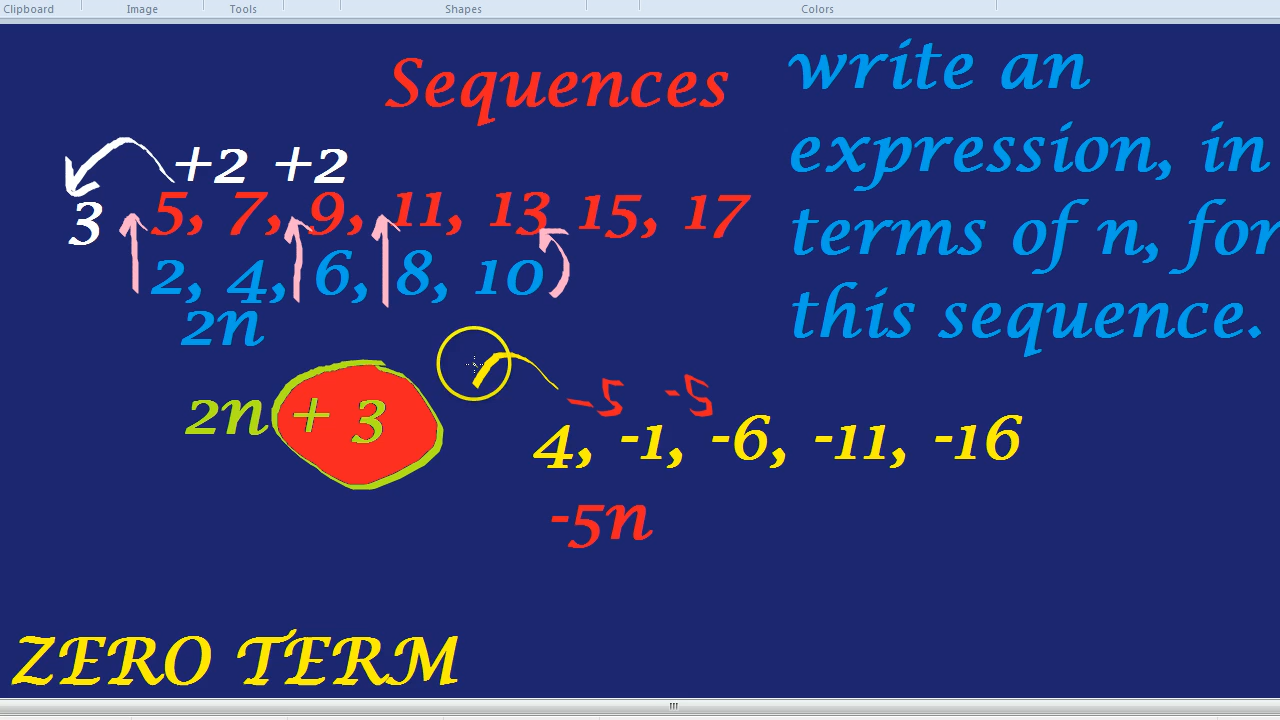 Clipboard Image Tools Shapes Colors
Sequences
write an
expression, in
terms of n, for
this sequence.
+2 +2
3 5, 7, 9, 11, 13 15, 17
2, 4, 6, 8, 10
2n
2n + 3
-5 -5
4, -1, -6, -11, -16
-5n
ZERO TERM